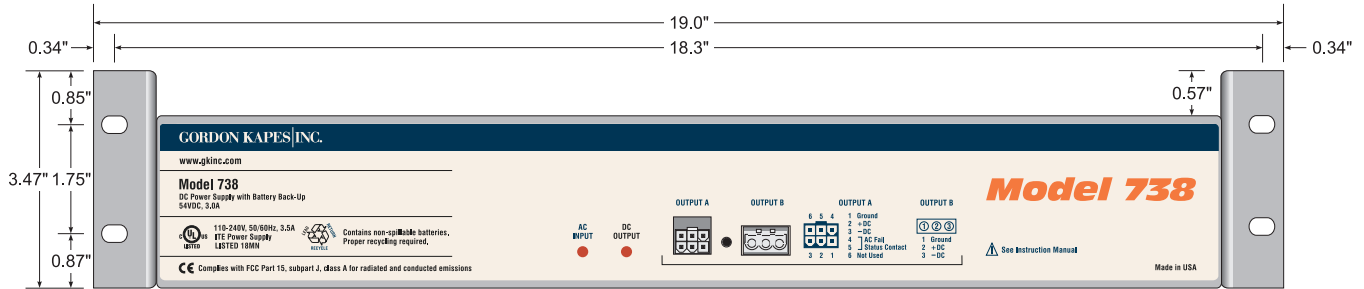 19.0"
0.34"
18.3"
0.34"
0.85"
0.57"
3.47"
1.75"
0.87"
GORDON KAPES INC.
www.gkinc.com
Model 738
DC Power Supply with Battery Back-Up
54VDC, 3.0A
C UL US
LISTED
110-240V, 50/60Hz, 3.5A
ITE Power Supply
LISTED 18MN
RECYCLE
Contains non-spillable batteries,
Proper recycling required,
CE Complies with FCC Part 15, subpart J, class A for radiated and conducted emissions
AC
INPUT
DC
OUTPUT
OUTPUT A
OUTPUT B
OUTPUT A
6 5 4
3 2 1
1 Ground
2 +DC
3 -DC
4 AC Fail
5 Status Contact
6 Not Used
OUTPUT B
1 2 3
1 Ground
2 +DC
3 -DC
Model 738
See Instruction Manual
Made in USA